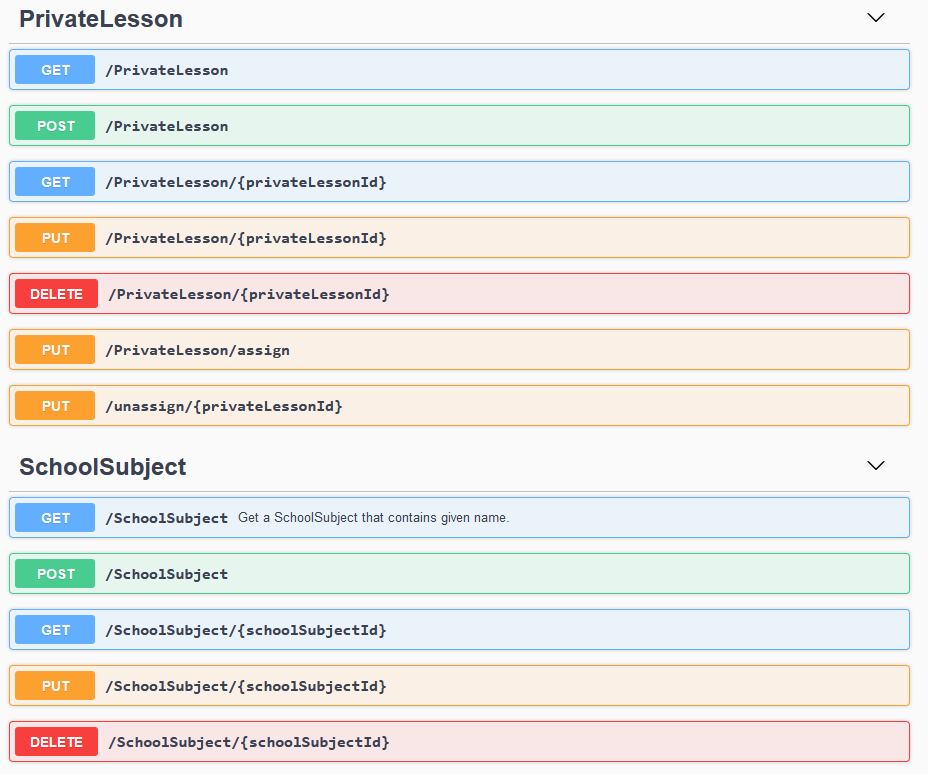 PrivateLesson
GET /PrivateLesson
POST /PrivateLesson
GET /PrivateLesson/{privateLessonId}
PUT /PrivateLesson/{privateLessonId}
DELETE /PrivateLesson/{privateLessonId}
PUT /PrivateLesson/assign
PUT /unassign/{privateLessonId}
SchoolSubject
GET /SchoolSubject Get a SchoolSubject that contains given name.
POST /SchoolSubject
GET /SchoolSubject/{schoolSubjectId}
PUT /SchoolSubject/{schoolSubjectId}
DELETE /SchoolSubject/{schoolSubjectId}